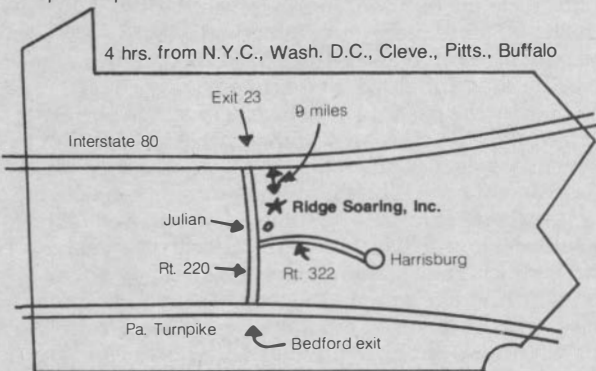 4 hrs. from N.Y.C., Wash. D.C., Cleve., Pitts., Buffalo
Exit 23
9 miles
Interstate 80
Ridge Soaring, Inc.
Julian
Harrisburg
Rt. 220
Rt. 322
Pa. Turnpike
Bedford exit